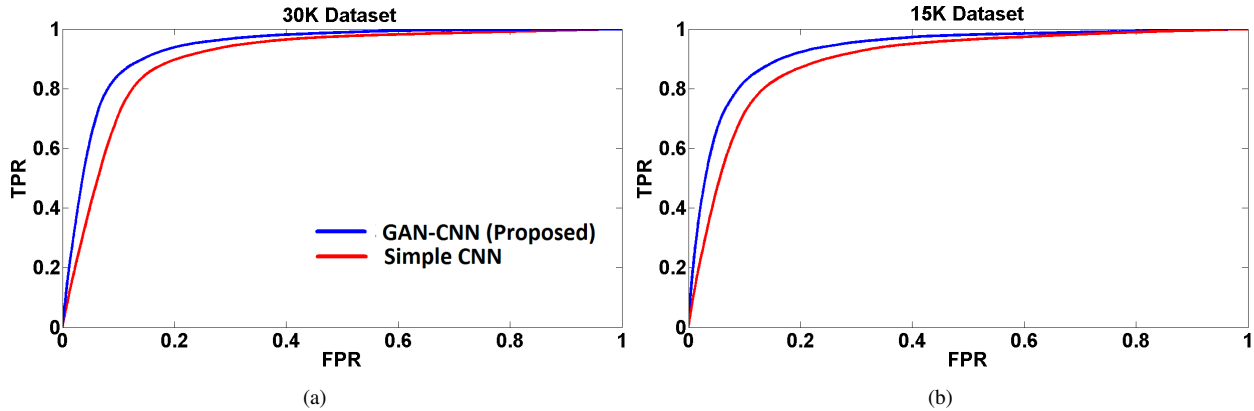 30K Dataset
1
0.8
0.6
0.4
0.2
0
TPR
GAN-CNN (Proposed)
Simple CNN
0 0.2 0.4 0.6 0.8 1
FPR
(a)
15K Dataset
1
0.8
0.6
0.4
0.2
0
TPR
0 0.2 0.4 0.6 0.8 1
FPR
(b)